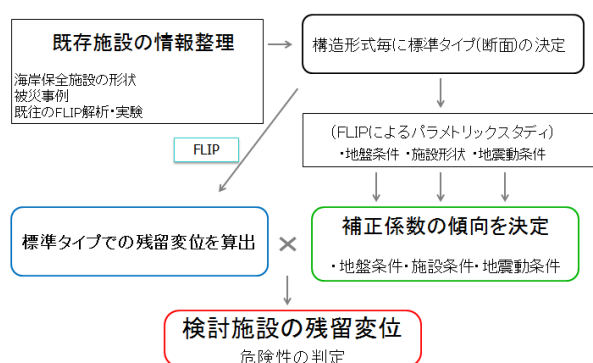 既存施設の情報整理
海岸保全施設の形状
被災事例
既往のFLIP解析・実験
構造形式毎に標準タイプ(断面)の決定
FLIP
(FLIPによるパラメトリックスタディ)
・地盤条件・施設形状・地震動条件
標準タイプでの残留変位を算出
×
補正係数の傾向を決定
・地盤条件・施設条件・地震動条件
検討施設の残留変位
危険性の判定